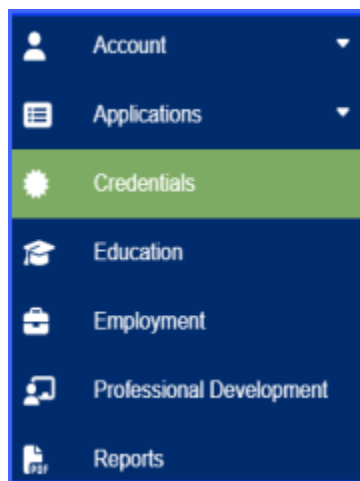 Account
Applications
Credentials
Education
Employment
Professional Development
PDF
Reports